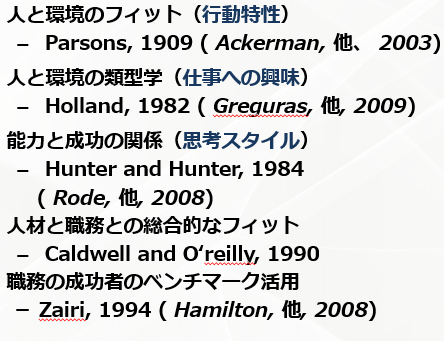 人と環境のフィット（行動特性）
– Parsons, 1909 ( Ackerman, 他、 2003)
人と環境の類型学（仕事への興味）
– Holland, 1982 ( Greguras, 他, 2009)
能力と成功の関係（思考スタイル）
– Hunter and Hunter, 1984
( Rode, 他, 2008)
人材と職務との総合的なフィット
– Caldwell and O‘reilly, 1990
職務の成功者のベンチマーク活用
– Zairi, 1994 ( Hamilton, 他, 2008)